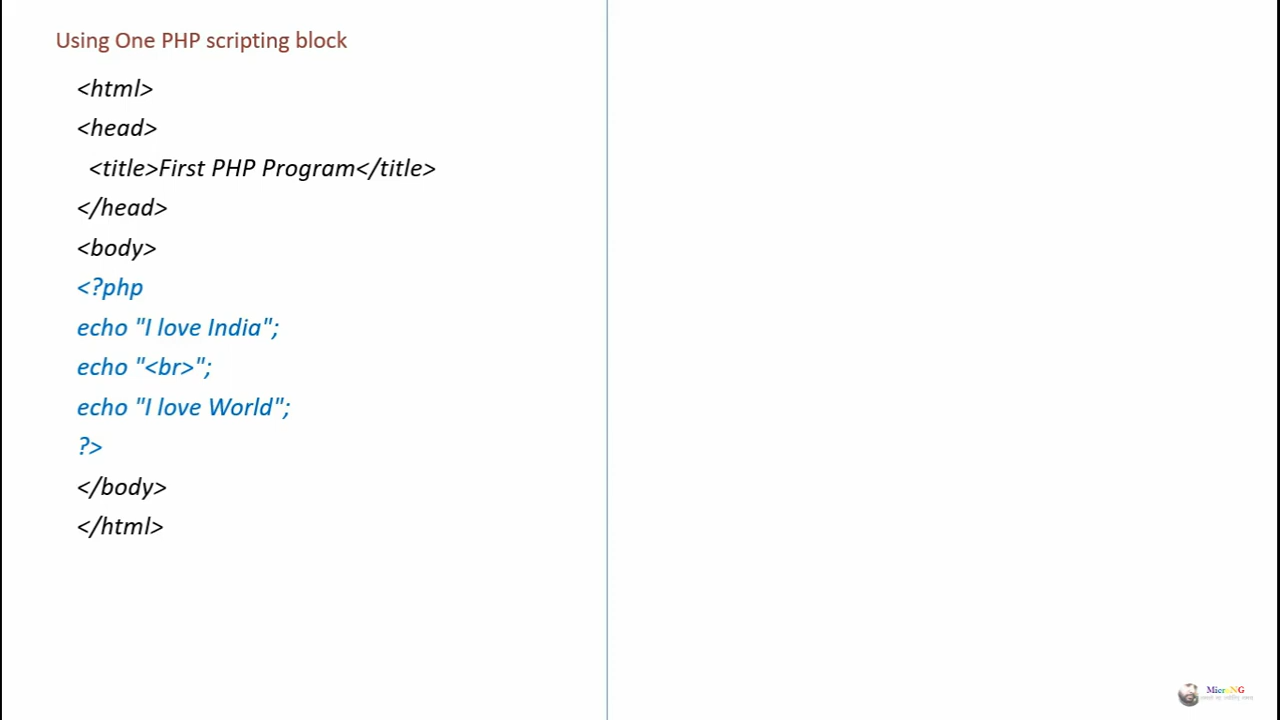 Using One PHP scripting block
<html>
<head>
<title>First PHP Program</title>
</head>
<body>
<?php
echo "I love India";
echo "<br>";
echo "I love World";
?>
</body>
</html>
MicroNG